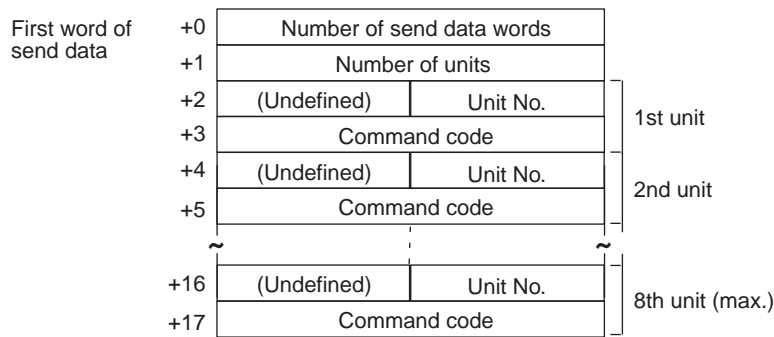 First word of
send data
+0 Number of send data words
+1 Number of units
+2 (Undefined) Unit No.
+3 Command code
1st unit
+4 (Undefined) Unit No.
+5 Command code
2nd unit
~ ~
+16 (Undefined) Unit No.
+17 Command code
8th unit (max.)